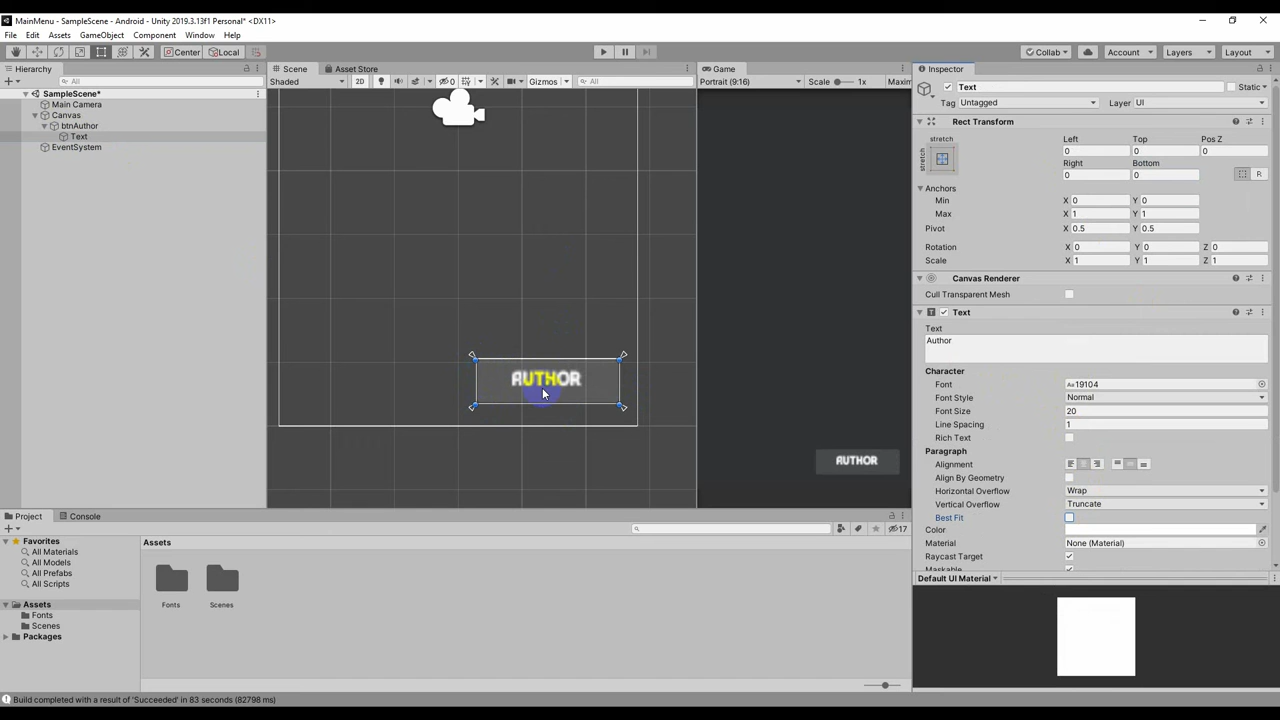 MainMenu - SampleScene - Android - Unity 2019.3.13f1 Personal* <DX11>
File Edit Assets GameObject Component Window Help
Center Local Collab Account Layers Layout
Hierarchy
All
SampleScene*
Main Camera
Canvas
btnAuthor
Text
EventSystem
Scene Asset Store
Shaded 2D 0 Gizmos All
AUTHOR
Game
Portrait (9:16) Scale 1x Maxim
AUTHOR
Inspector
Text Static
Tag Untagged Layer UI
Rect Transform
stretch
stretch
Left Top Pos Z
0 0 0
Right Bottom
0 0 R
Anchors
Min X 0 Y 0
Max X 1 Y 1
Pivot X 0.5 Y 0.5
Rotation X 0 Y 0 Z 0
Scale X 1 Y 1 Z 1
Canvas Renderer
Cull Transparent Mesh
Text
Text
Author
Character
Font Aa 19104
Font Style Normal
Font Size 20
Line Spacing 1
Rich Text
Paragraph
Alignment
Align By Geometry
Horizontal Overflow Wrap
Vertical Overflow Truncate
Best Fit
Color
Material None (Material)
Raycast Target
Maskable
Default UI Material
Project Console
17
Favorites
All Materials
All Models
All Prefabs
All Scripts
Assets
Fonts
Scenes
Packages
Assets
Fonts Scenes
Build completed with a result of 'Succeeded' in 83 seconds (82798 ms)